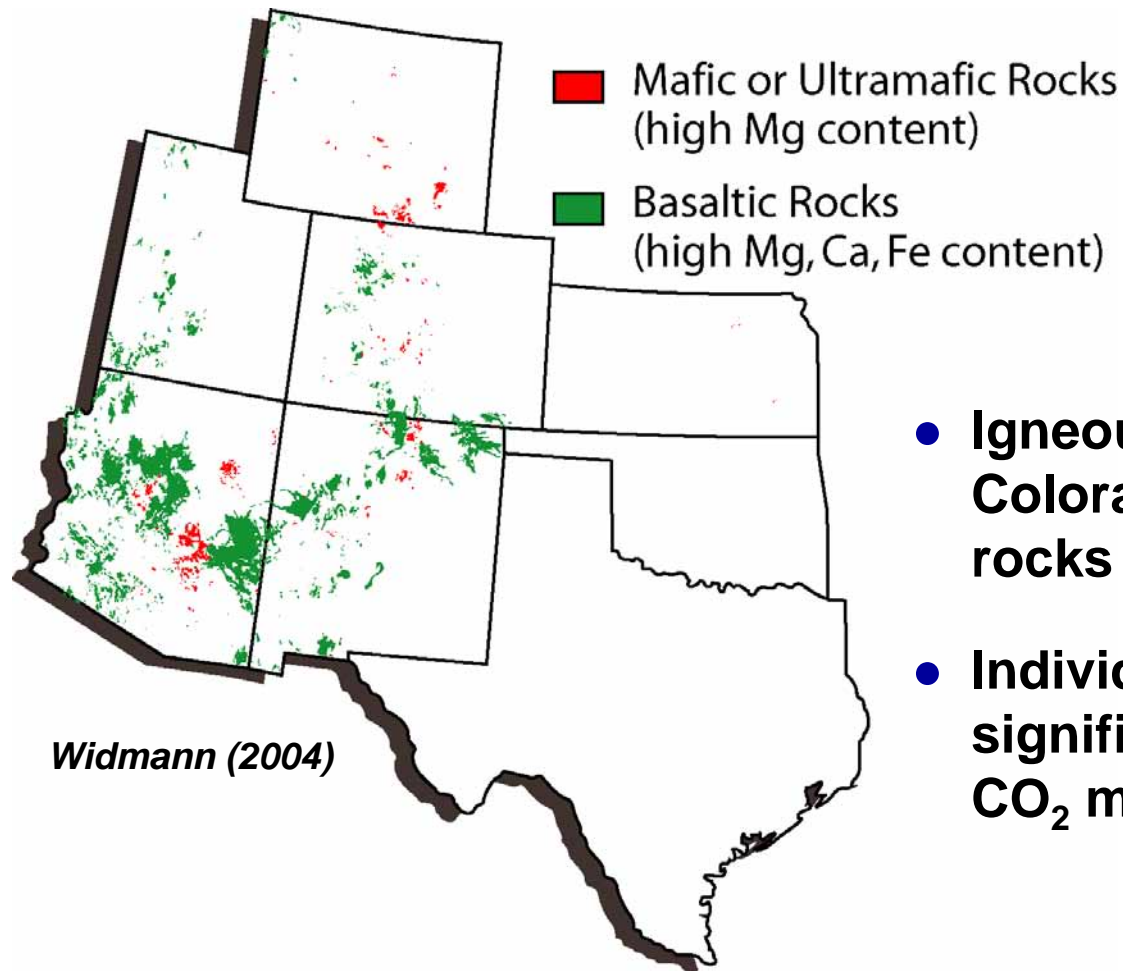 Mafic or Ultramafic Rocks
(high Mg content)
Basaltic Rocks
(high Mg, Ca, Fe content)
• Igneou
Colora
rocks
• Individ
signifi
CO₂ m
Widmann (2004)